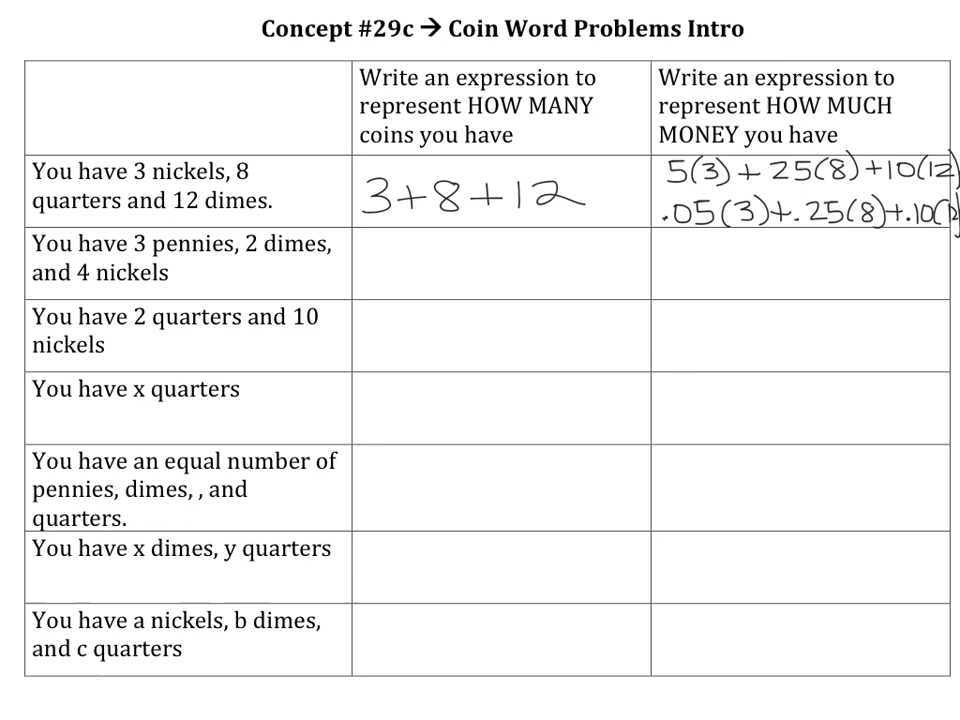 Concept #29c → Coin Word Problems Intro
Write an expression to
represent HOW MANY
coins you have
Write an expression to
represent HOW MUCH
MONEY you have
You have 3 nickels, 8
quarters and 12 dimes.
3+8+12
5(3)+25(8)+10(12)
.05(3)+.25(8)+.10(12)
You have 3 pennies, 2 dimes,
and 4 nickels
You have 2 quarters and 10
nickels
You have x quarters
You have an equal number of
pennies, dimes, , and
quarters.
You have x dimes, y quarters
You have a nickels, b dimes,
and c quarters